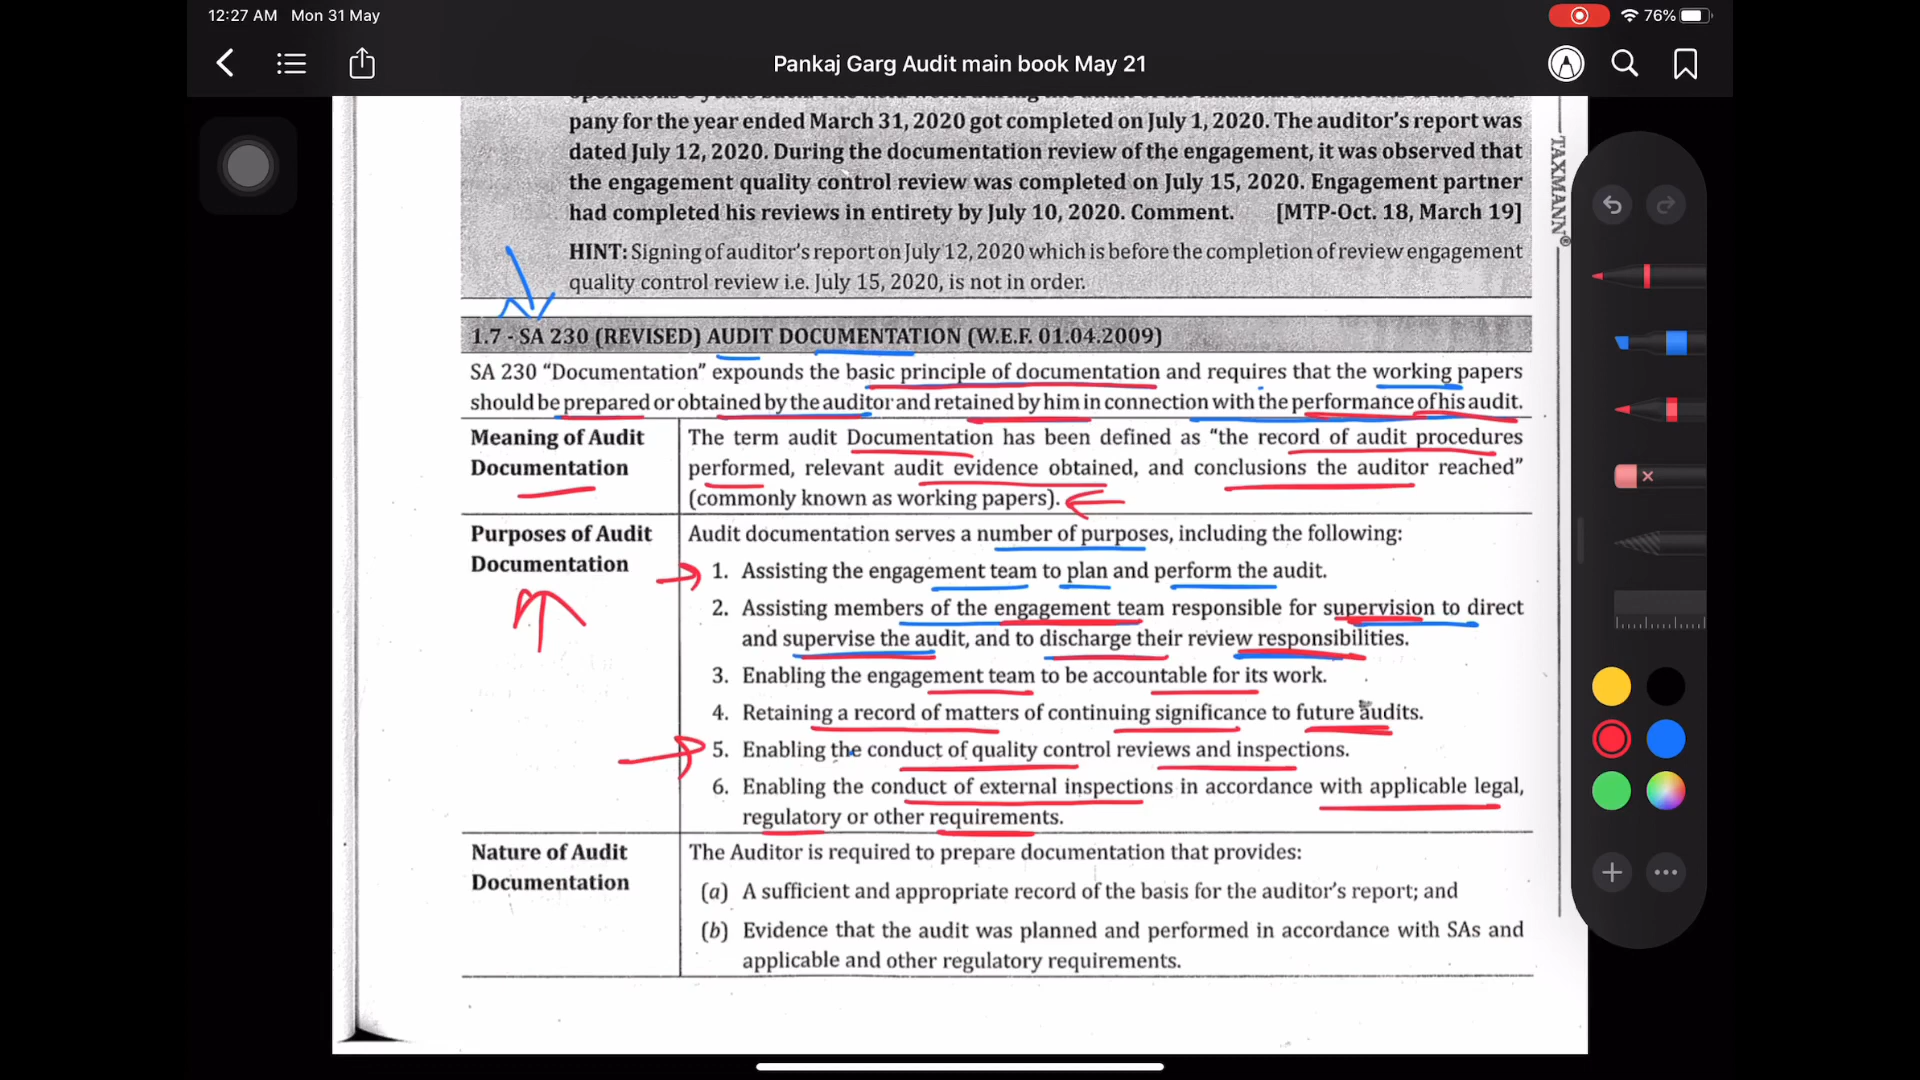 12:27 AM Mon 31 May
76%
Pankaj Garg Audit main book May 21
pany for the year ended March 31, 2020 got completed on July 1, 2020. The auditor's report was
dated July 12, 2020. During the documentation review of the engagement, it was observed that
the engagement quality control review was completed on July 15, 2020. Engagement partner
had completed his reviews in entirety by July 10, 2020. Comment. [MTP-Oct. 18, March 19]
HINT: Signing of auditor's report on July 12, 2020 which is before the completion of review engagement
quality control review i.e. July 15, 2020, is not in order.
TAXMANN®
1.7 - SA 230 (REVISED) AUDIT DOCUMENTATION (W.E.F. 01.04.2009)
SA 230 “Documentation” expounds the basic principle of documentation and requires that the working papers
should be prepared or obtained by the auditor and retained by him in connection with the performance of his audit.
Meaning of Audit
Documentation
The term audit Documentation has been defined as “the record of audit procedures
performed, relevant audit evidence obtained, and conclusions the auditor reached”
(commonly known as working papers).
Purposes of Audit
Documentation
Audit documentation serves a number of purposes, including the following:
1. Assisting the engagement team to plan and perform the audit.
2. Assisting members of the engagement team responsible for supervision to direct
and supervise the audit, and to discharge their review responsibilities.
3. Enabling the engagement team to be accountable for its work.
4. Retaining a record of matters of continuing significance to future audits.
5. Enabling the conduct of quality control reviews and inspections.
6. Enabling the conduct of external inspections in accordance with applicable legal,
regulatory or other requirements.
Nature of Audit
Documentation
The Auditor is required to prepare documentation that provides:
(a) A sufficient and appropriate record of the basis for the auditor's report; and
(b) Evidence that the audit was planned and performed in accordance with SAs and
applicable and other regulatory requirements.